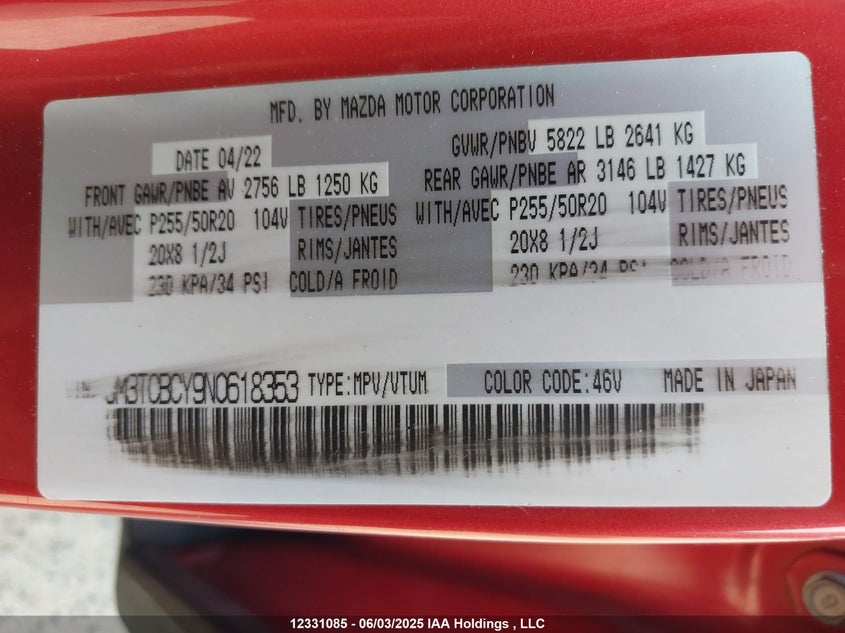 MFD. BY MAZDA MOTOR CORPORATION
DATE 04/22
GVWR/PNBV 5822 LB 2641 KG
FRONT GAWR/PNBE AV 2756 LB 1250 KG
REAR GAWR/PNBE AR 3146 LB 1427 KG
WITH/AVEC P255/50R20 104V TIRES/PNEUS
WITH/AVEC P255/50R20 104V TIRES/PNEUS
20X8 1/2J RIMS/JANTES
20X8 1/2J RIMS/JANTES
230 KPA/34 PSI COLD/A FROID
230 KPA/34 PSI COLD/A FROID
JM3TCBCY9N0618353 TYPE:MPV/VTUM COLOR CODE:46V MADE IN JAPAN
12331085 - 06/03/2025 IAA Holdings , LLC